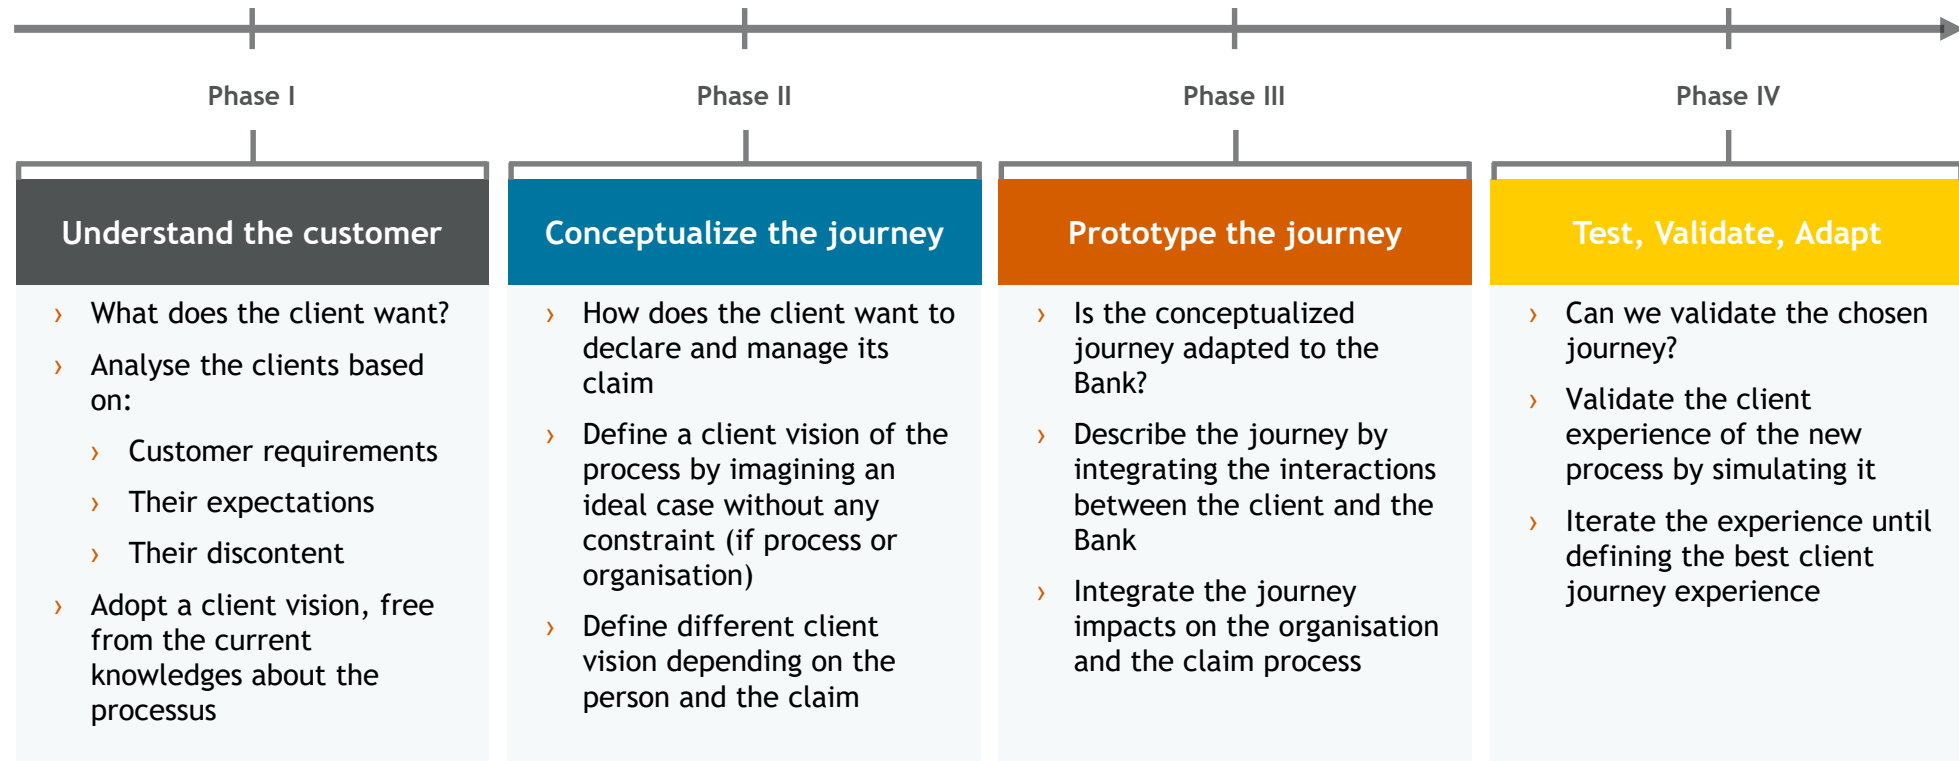 Phase I
Phase II
Phase III
Phase IV
Understand the customer
› What does the client want?
› Analyse the clients based
on:
› Customer requirements
› Their expectations
› Their discontent
› Adopt a client vision, free
from the current
knowledges about the
processus
Conceptualize the journey
› How does the client want to
declare and manage its
claim
› Define a client vision of the
process by imagining an
ideal case without any
constraint (if process or
organisation)
› Define different client
vision depending on the
person and the claim
Prototype the journey
› Is the conceptualized
journey adapted to the
Bank?
› Describe the journey by
integrating the interactions
between the client and the
Bank
› Integrate the journey
impacts on the organisation
and the claim process
Test, Validate, Adapt
› Can we validate the chosen
journey?
› Validate the client
experience of the new
process by simulating it
› Iterate the experience until
defining the best client
journey experience